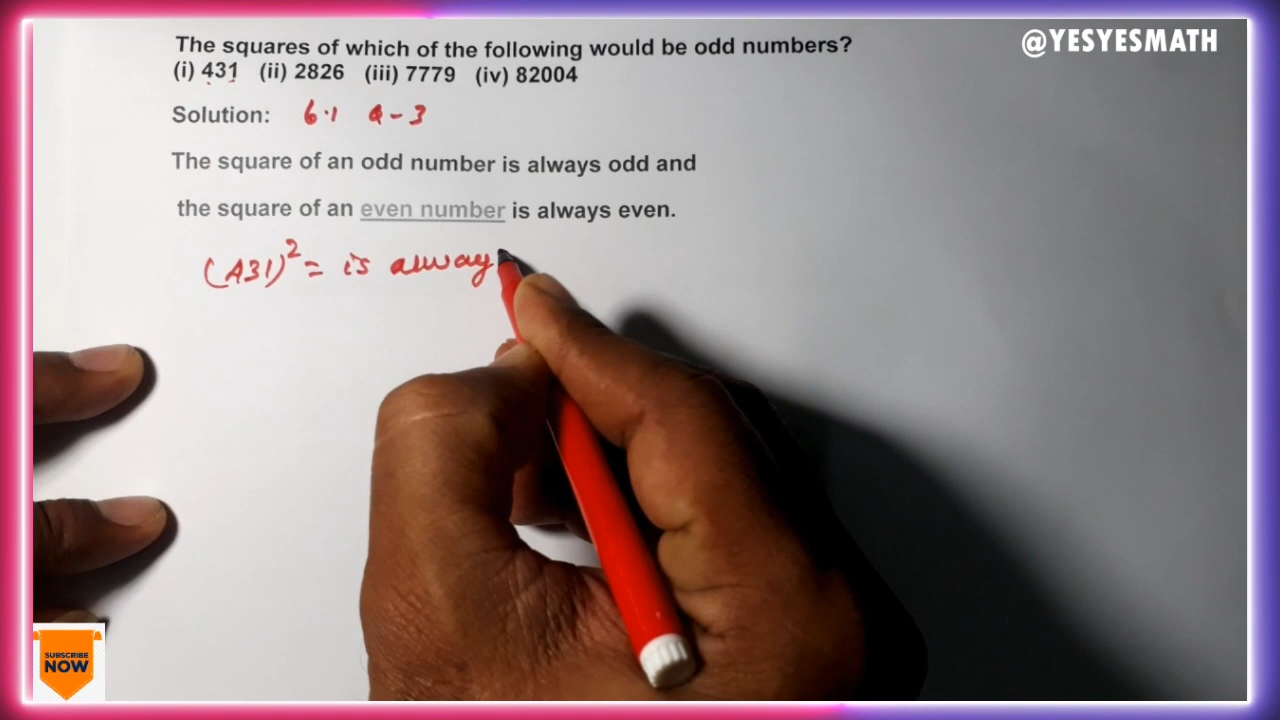 The squares of which of the following would be odd numbers?
@YESYESMATH
(i) 431 (ii) 2826 (iii) 7779 (iv) 82004
Solution: 6.1 Q-3
The square of an odd number is always odd and
the square of an even number is always even.
(431)² = is alway
SUBSCRIBE
NOW